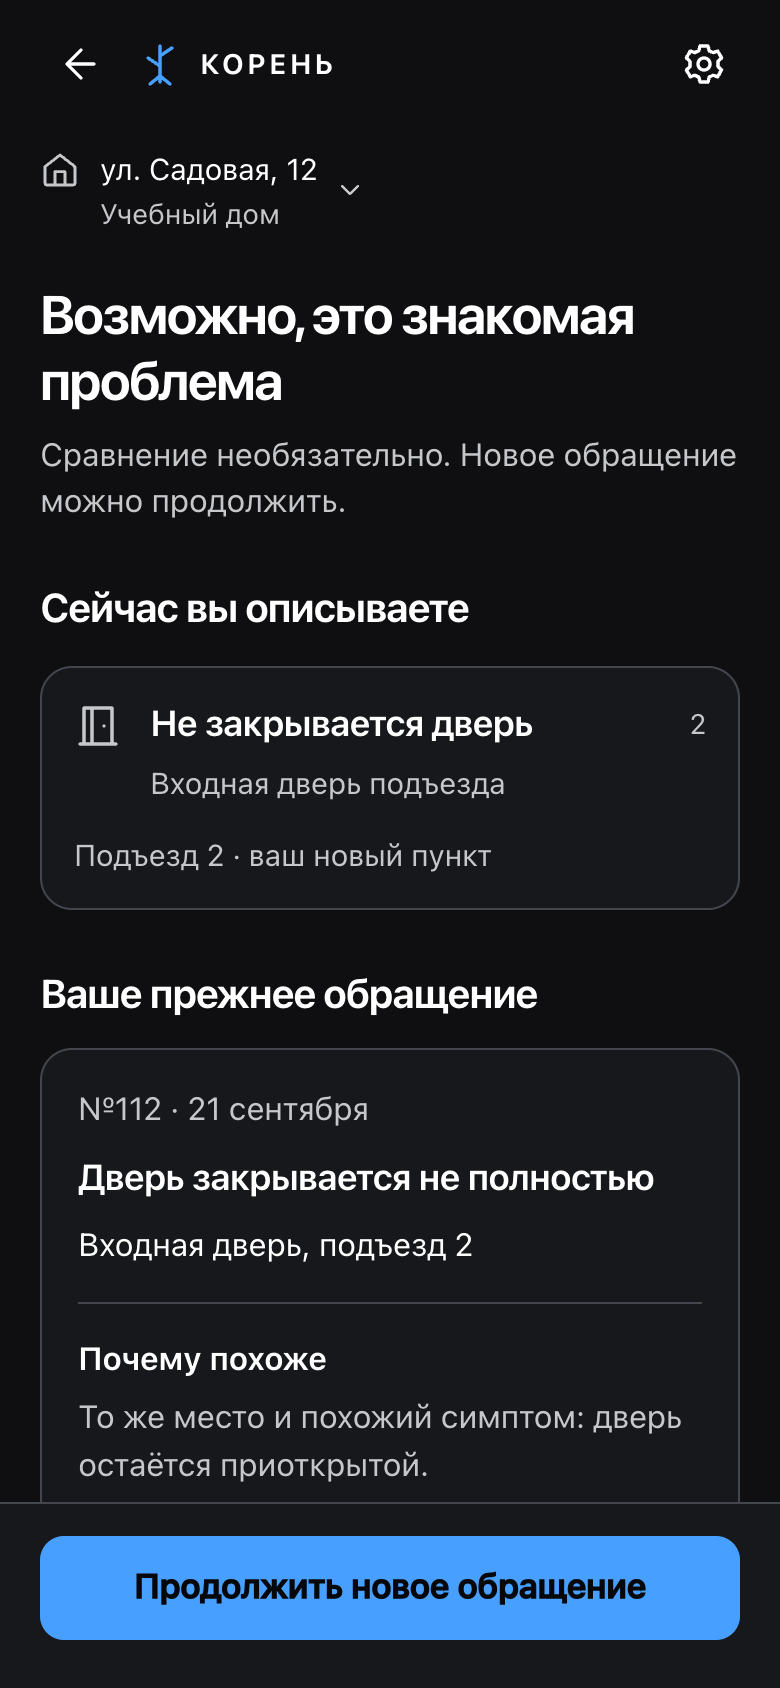 КОРЕНЬ
ул. Садовая, 12
Учебный дом
Возможно, это знакомая
проблема
Сравнение необязательно. Новое обращение
можно продолжить.
Сейчас вы описываете
Не закрывается дверь 2
Входная дверь подъезда
Подъезд 2 · ваш новый пункт
Ваше прежнее обращение
№112 · 21 сентября
Дверь закрывается не полностью
Входная дверь, подъезд 2
Почему похоже
То же место и похожий симптом: дверь
остаётся приоткрытой.
Продолжить новое обращение